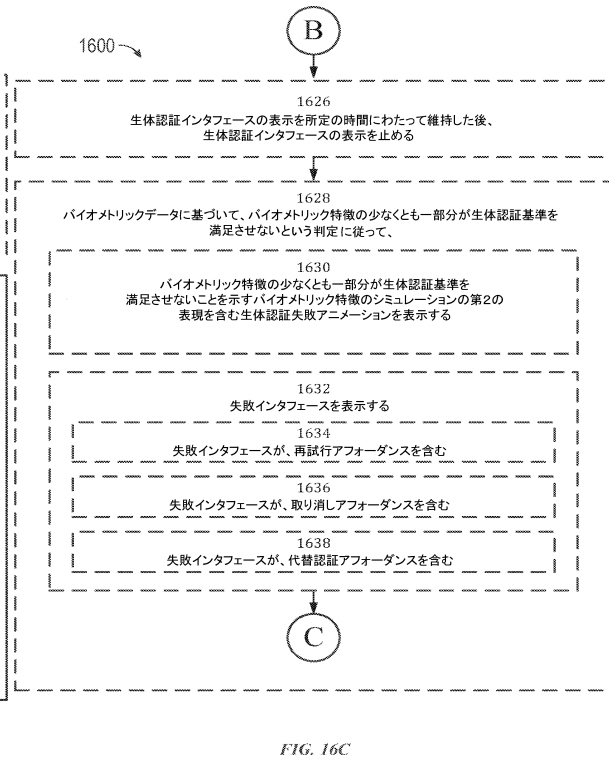 B
1600
1626
生体認証インタフェースの表示を所定の時間にわたって維持した後、
生体認証インタフェースの表示を止める
1628
バイオメトリックデータに基づいて、バイオメトリック特徴の少なくとも一部分が生体認証基準を
満足させないという判定に従って、
1630
バイオメトリック特徴の少なくとも一部分が生体認証基準を
満足させないことを示すバイオメトリック特徴のシミュレーションの第2の
表現を含む生体認証失敗アニメーションを表示する
1632
失敗インタフェースを表示する
1634
失敗インタフェースが、再試行アフォーダンスを含む
1636
失敗インタフェースが、取り消しアフォーダンスを含む
1638
失敗インタフェースが、代替認証アフォーダンスを含む
C
FIG. 16C